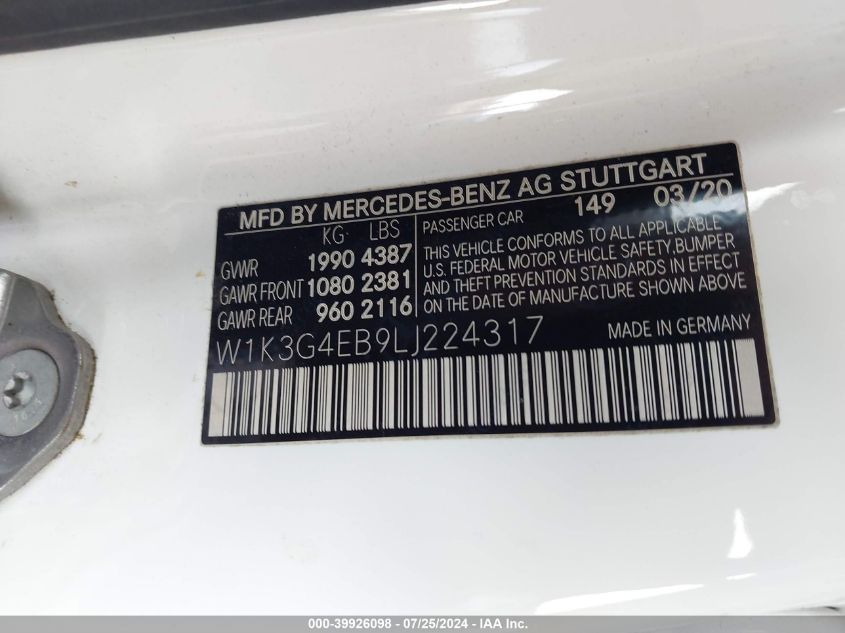 MFD BY MERCEDES-BENZ AG STUTTGART
KG LBS
GVWR 1990 4387
GAWR FRONT 1080 2381
GAWR REAR 960 2116
PASSENGER CAR 149 03/20
THIS VEHICLE CONFORMS TO ALL APPLICABLE
U.S. FEDERAL MOTOR VEHICLE SAFETY,BUMPER
AND THEFT PREVENTION STANDARDS IN EFFECT
ON THE DATE OF MANUFACTURE SHOWN ABOVE
W1K3G4EB9LJ224317
MADE IN GERMANY
000-39926098 - 07/25/2024 - IAA Inc.